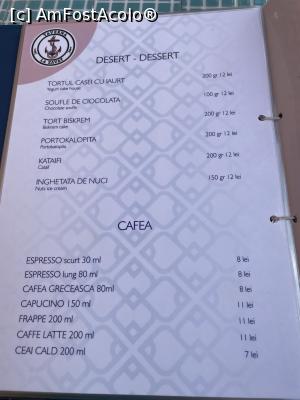 [ic] AmFostAcolo®
TAVERNA
DESERT - DESSERT
TORTUL CASEI CU IAURT 200 gr 12 lei
Yogurt cake house
SOUFLE DE CIOCOLATA 100 gr 12 lei
Chocolate soufle
TORT BISKREM 200 gr 12 lei
Biskrem cake
PORTOKALOPITA 200 gr 12 lei
Portokalopita
KATAIFI 200 gr 12 lei
Cataif
INGHETATA DE NUCI 150 gr 12 lei
Nuts ice cream
CAFEA
ESPRESSO scurt 30 ml 8 lei
ESPRESSO lung 80 ml 8 lei
CAFEA GRECEASCA 80ml 8 lei
CAPUCINO 150 ml 11 lei
FRAPPE 200 ml 11 lei
CAFFE LATTE 200 ml 11 lei
CEAI CALD 200 ml 7 lei